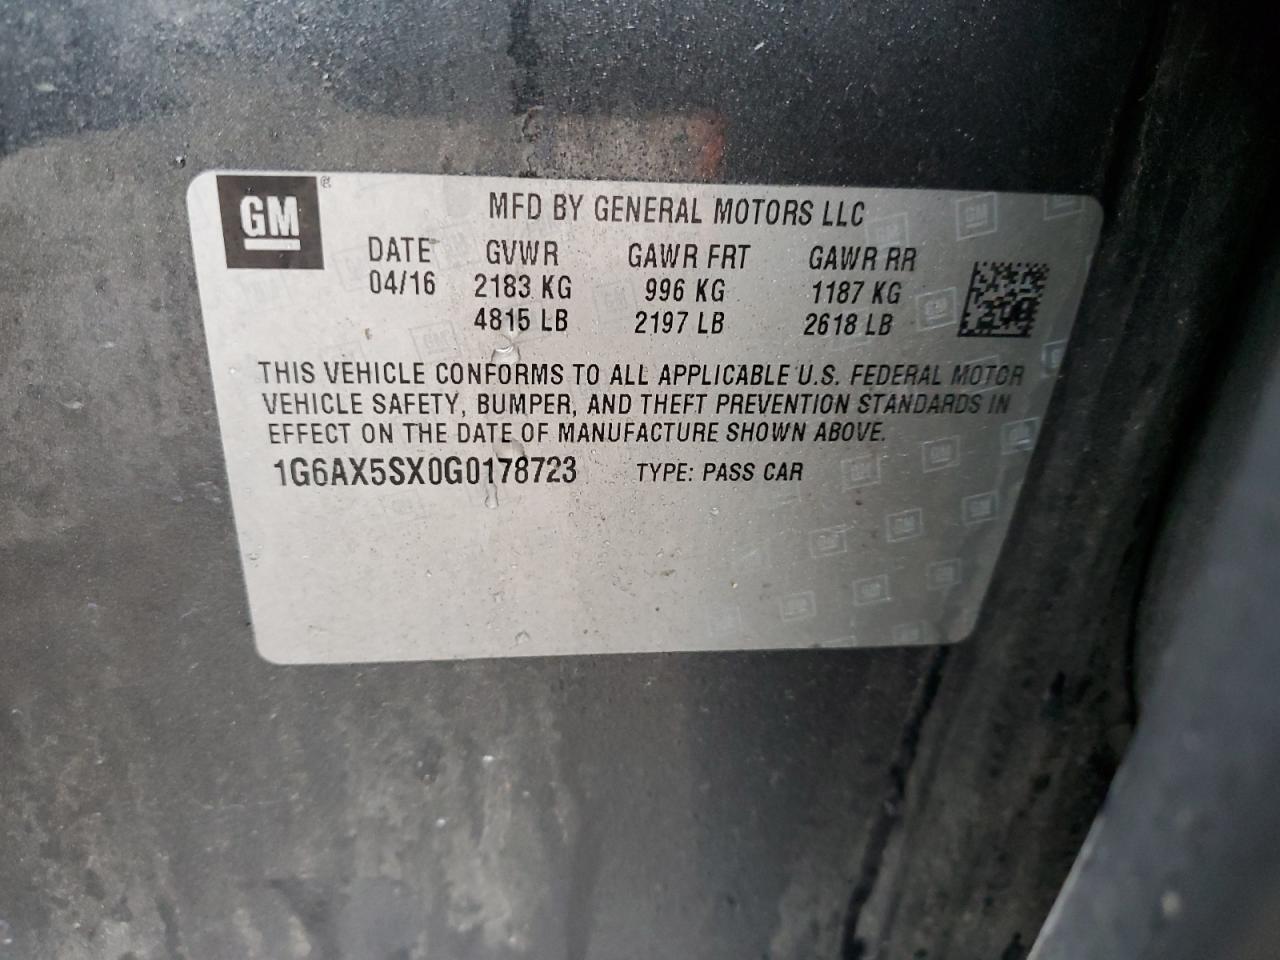 GM ®
MFD BY GENERAL MOTORS LLC
DATE GVWR GAWR FRT GAWR RR
04/16 2183 KG 996 KG 1187 KG
4815 LB 2197 LB 2618 LB
THIS VEHICLE CONFORMS TO ALL APPLICABLE U.S. FEDERAL MOTOR
VEHICLE SAFETY, BUMPER, AND THEFT PREVENTION STANDARDS IN
EFFECT ON THE DATE OF MANUFACTURE SHOWN ABOVE.
1G6AX5SX0G0178723 TYPE: PASS CAR